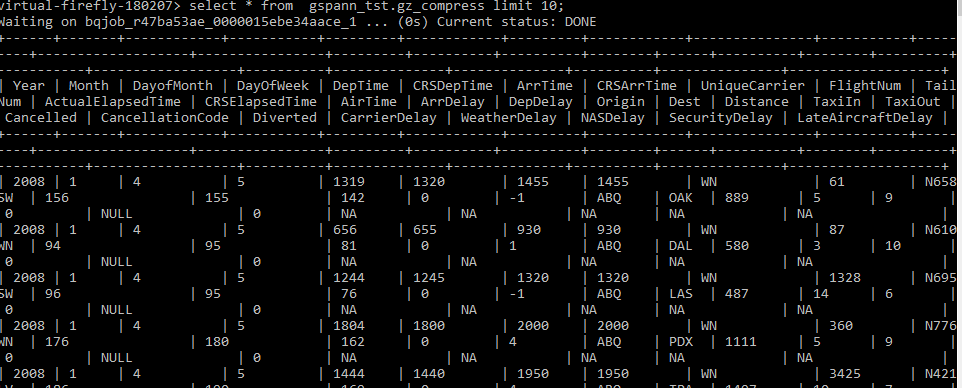 virtual-firefly-180207> select * from  gspann_tst.gz_compress limit 10;
Waiting on bqjob_r47ba53ae_0000015ebe34aace_1 ... (0s) Current status: DONE
| Year | Month | DayofMonth | DayOfWeek | DepTime | CRSDepTime | ArrTime | CRSArrTime | UniqueCarrier | FlightNum | Tail
Num | ActualElapsedTime | CRSElapsedTime | AirTime | ArrDelay | DepDelay | Origin | Dest | Distance | TaxiIn | TaxiOut |
Cancelled | CancellationCode | Diverted | CarrierDelay | WeatherDelay | NASDelay | SecurityDelay | LateAircraftDelay |
| 2008 | 1 | 4 | 5 | 1319 | 1320 | 1455 | 1455 | WN | 61 | N658
SW | 156 | 155 | 142 | 0 | -1 | ABQ | OAK | 889 | 5 | 9 |
0 | NULL | 0 | NA | NA | NA | NA | NA |
| 2008 | 1 | 4 | 5 | 656 | 655 | 930 | 930 | WN | 87 | N610
WN | 94 | 95 | 81 | 0 | 1 | ABQ | DAL | 580 | 3 | 10 |
0 | NULL | 0 | NA | NA | NA | NA | NA |
| 2008 | 1 | 4 | 5 | 1244 | 1245 | 1320 | 1320 | WN | 1328 | N695
SW | 96 | 95 | 76 | 0 | -1 | ABQ | LAS | 487 | 14 | 6 |
0 | NULL | 0 | NA | NA | NA | NA | NA |
| 2008 | 1 | 4 | 5 | 1804 | 1800 | 2000 | 2000 | WN | 360 | N776
WN | 176 | 180 | 162 | 0 | 4 | ABQ | PDX | 1111 | 5 | 9 |
0 | NULL | 0 | NA | NA | NA | NA | NA |
| 2008 | 1 | 4 | 5 | 1444 | 1440 | 1950 | 1950 | WN | 3425 | N421